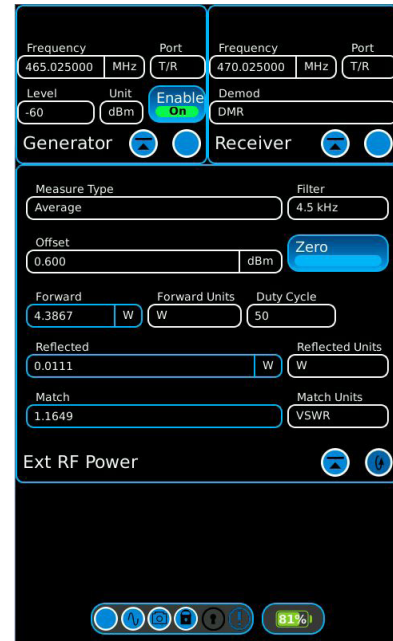 Frequency Port
465.025000 MHz T/R
Level Unit Enable
-60 dBm On
Generator
Frequency Port
470.025000 MHz T/R
Demod
DMR
Receiver
Measure Type Filter
Average 4.5 kHz
Offset Zero
0.600 dBm
Forward Forward Units Duty Cycle
4.3867 W W 50
Reflected Reflected Units
0.0111 W W
Match Match Units
1.1649 VSWR
Ext RF Power
81%